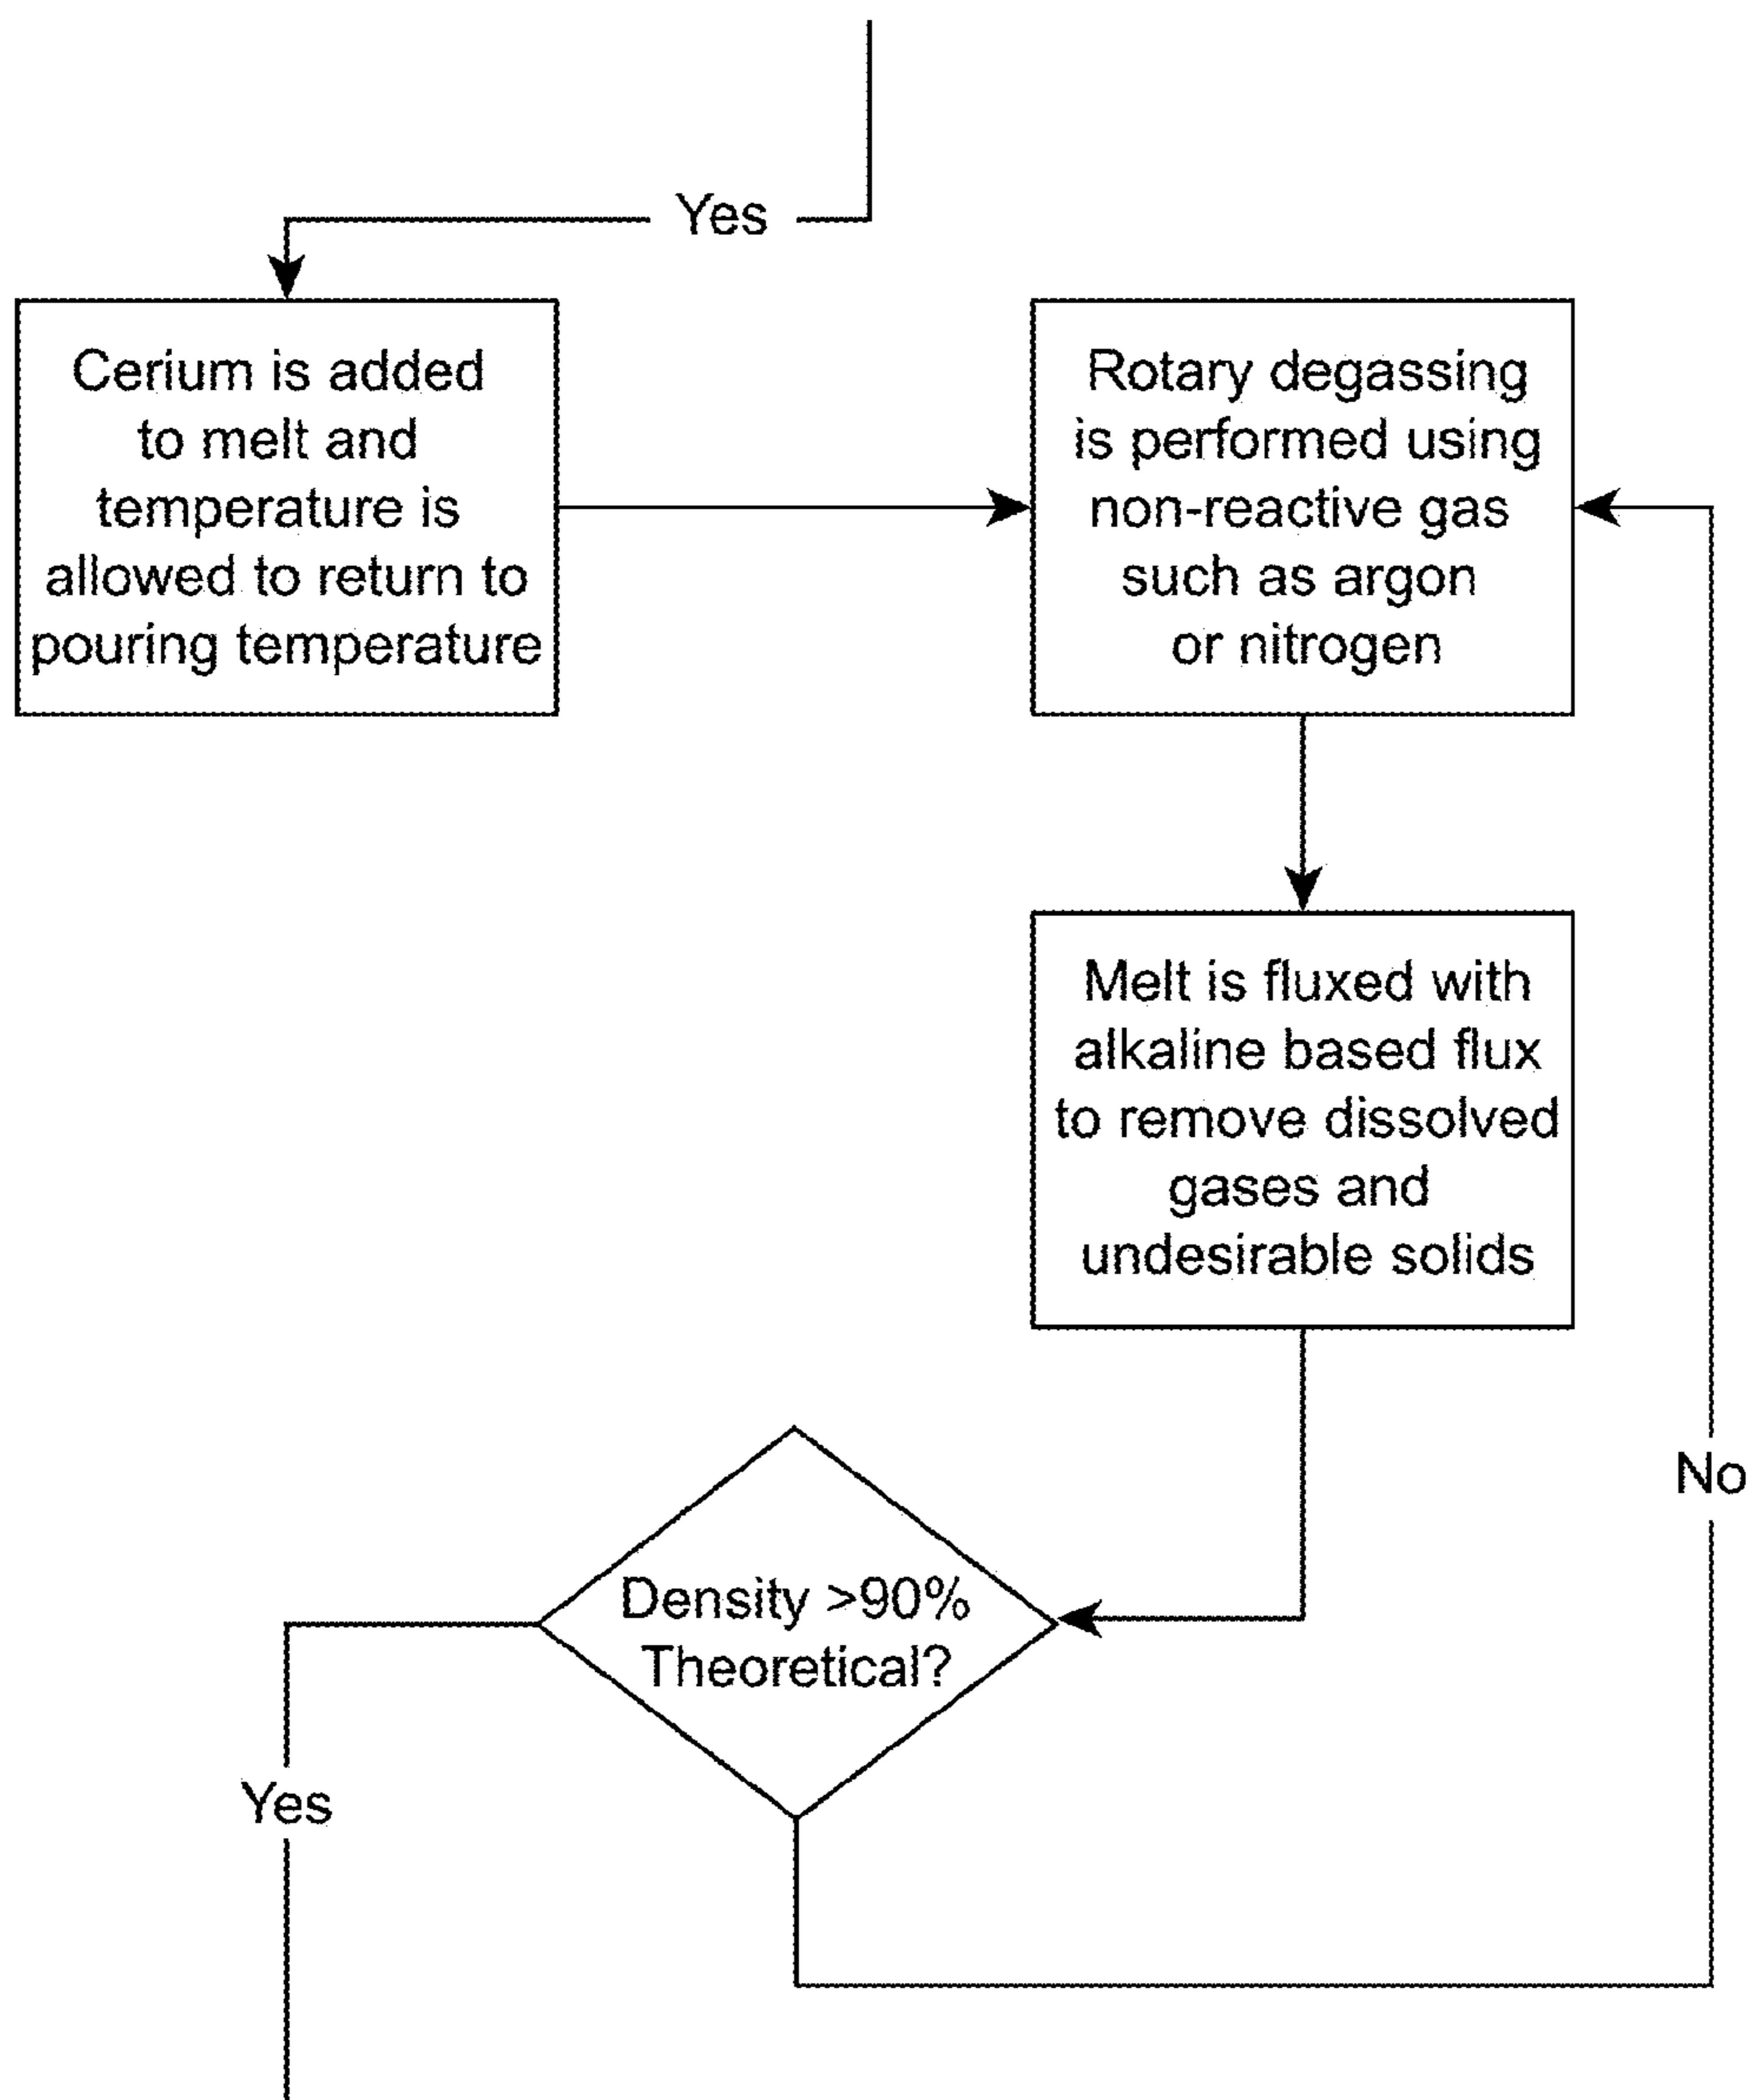 Yes
Cerium is added
to melt and
temperature is
allowed to return to
pouring temperature
Rotary degassing
is performed using
non-reactive gas
such as argon
or nitrogen
Melt is fluxed with
alkaline based flux
to remove dissolved
gases and
undesirable solids
No
Density >90%
Theoretical?
Yes